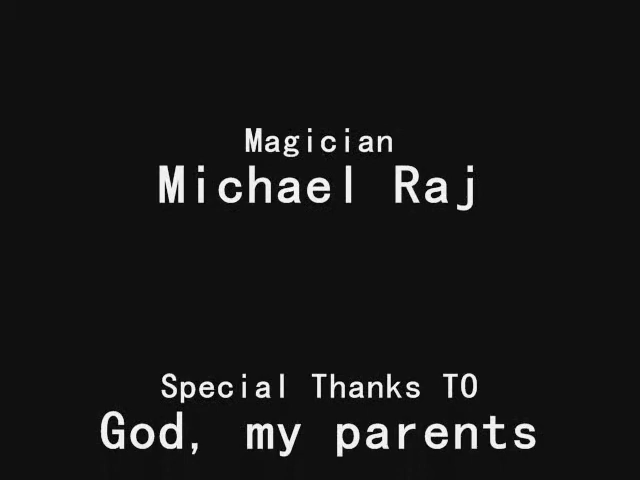 Magician
Michael Raj
Special Thanks TO
God, my parents